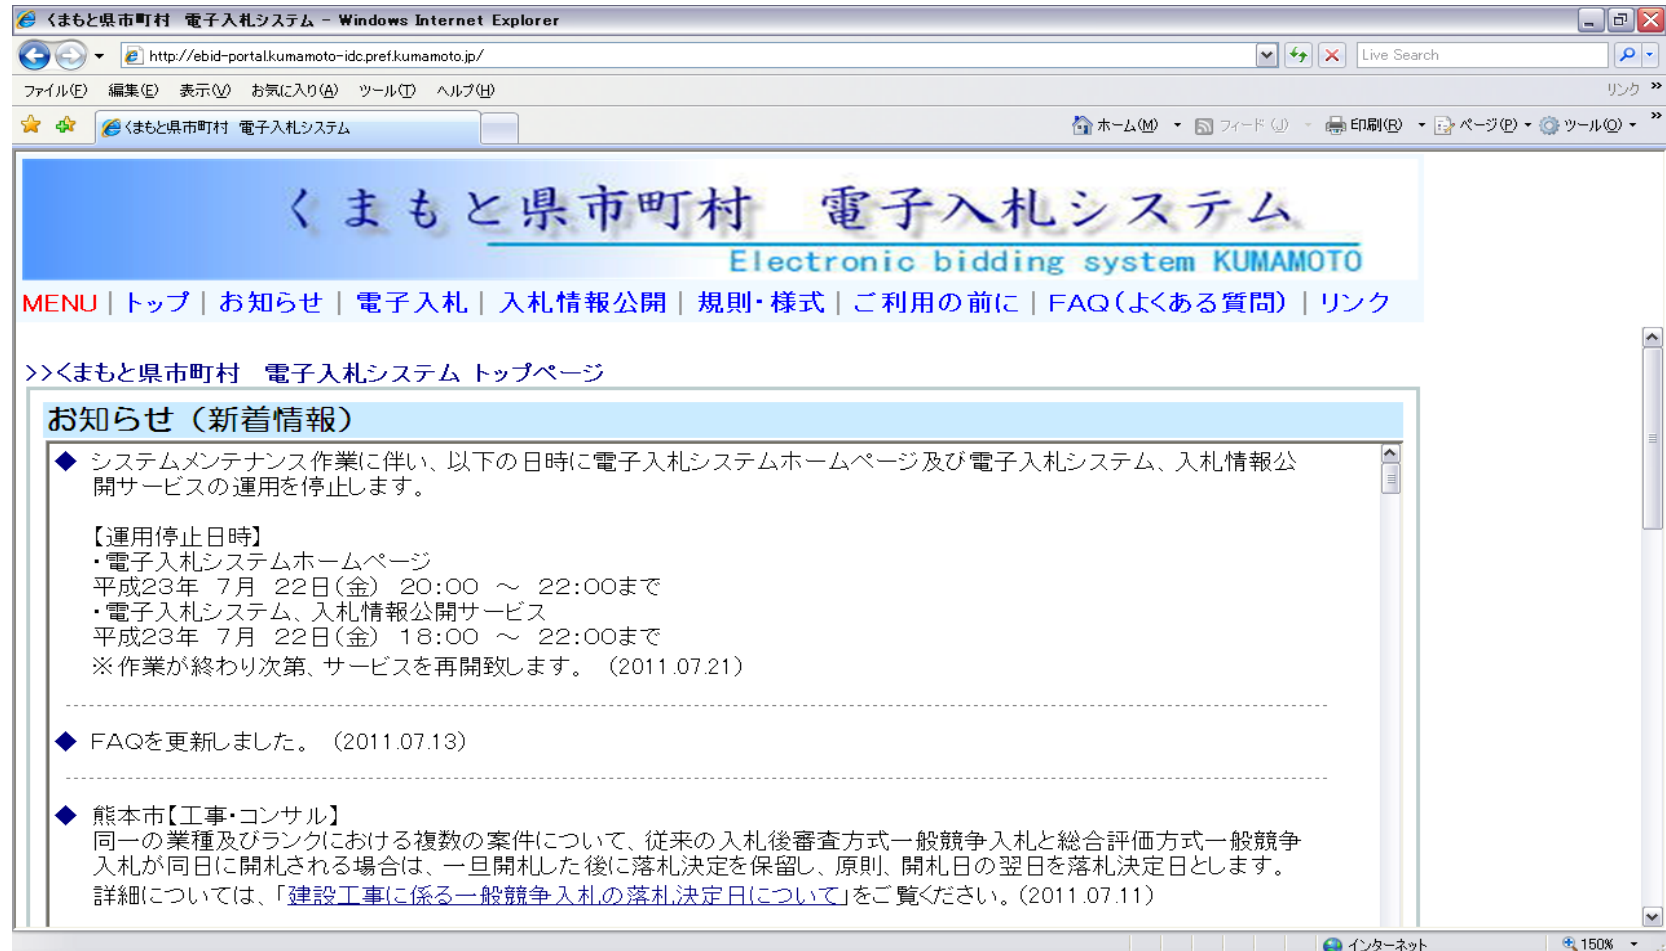 くまもと県市町村　電子入札システム - Windows Internet Explorer
http://ebid-portal.kumamoto-idc.pref.kumamoto.jp/
Live Search
ファイル(F) 編集(E) 表示(V) お気に入り(A) ツール(T) ヘルプ(H)
リンク »
くまもと県市町村　電子入札システム
ホーム(M) フィード(J) 印刷(R) ページ(P) ツール(O) »
くまもと県市町村　電子入札システム
Electronic bidding system KUMAMOTO
MENU｜トップ｜お知らせ｜電子入札｜入札情報公開｜規則・様式｜ご利用の前に｜FAQ（よくある質問）｜リンク
>>くまもと県市町村　電子入札システム トップページ
お知らせ（新着情報）
◆ システムメンテナンス作業に伴い、以下の日時に電子入札システムホームページ及び電子入札システム、入札情報公
開サービスの運用を停止します。
【運用停止日時】
・電子入札システムホームページ
平成23年 7月 22日(金) 20:00 ～ 22:00まで
・電子入札システム、入札情報公開サービス
平成23年 7月 22日(金) 18:00 ～ 22:00まで
※作業が終わり次第、サービスを再開致します。（2011.07.21）
◆ FAQを更新しました。（2011.07.13）
◆ 熊本市【工事・コンサル】
同一の業種及びランクにおける複数の案件について、従来の入札後審査方式一般競争入札と総合評価方式一般競争
入札が同日に開札される場合は、一旦開札した後に落札決定を保留し、原則、開札日の翌日を落札決定日とします。
詳細については、「建設工事に係る一般競争入札の落札決定日について」をご覧ください。（2011.07.11）
インターネット
150%